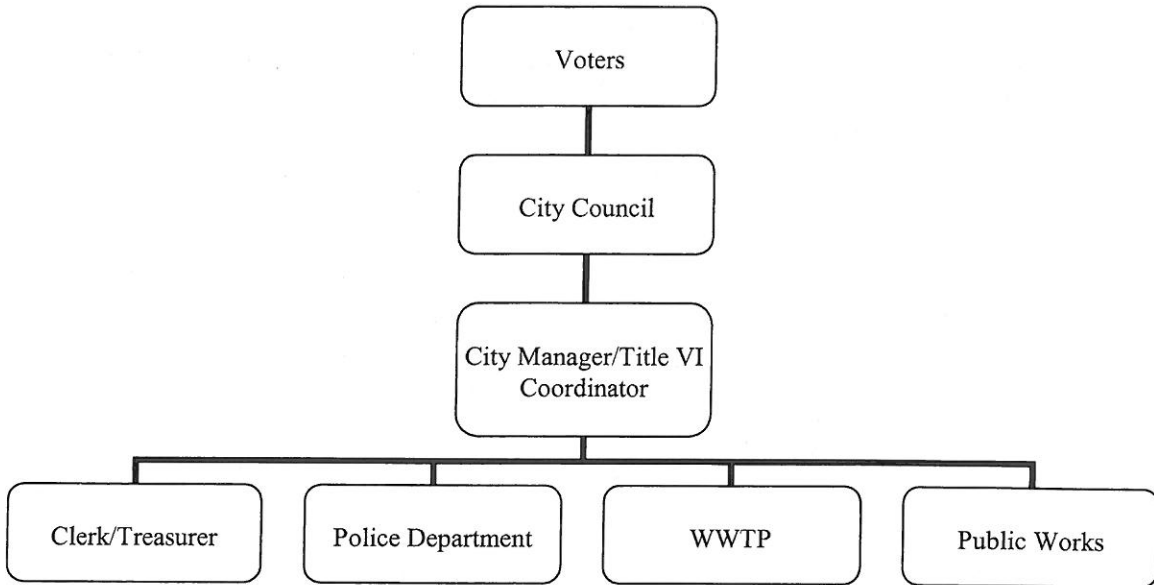 Voters
City Council
City Manager/Title VI
Coordinator
Clerk/Treasurer
Police Department
WWTP
Public Works